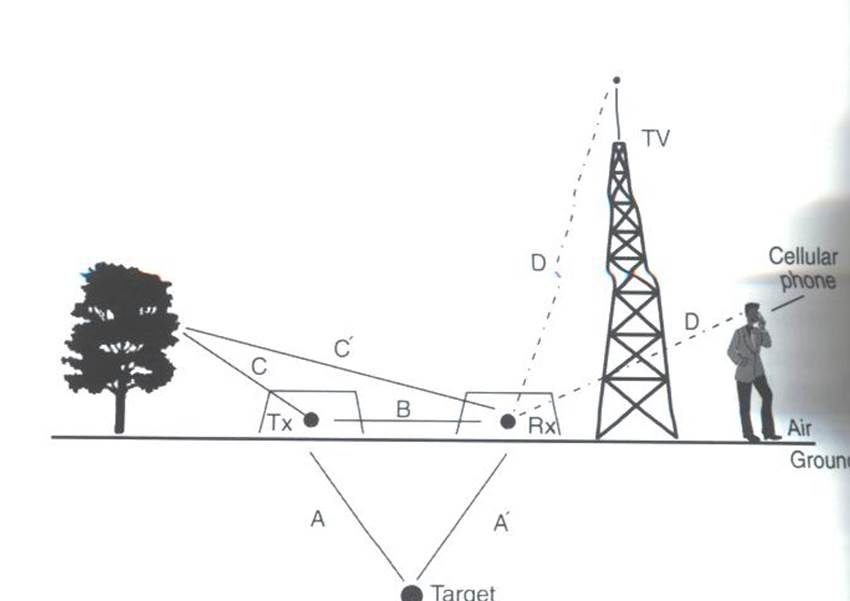 TV
D
Cellular
phone
D
C´
C
B
Tx
Rx
Air
Groun
A
A´
Target